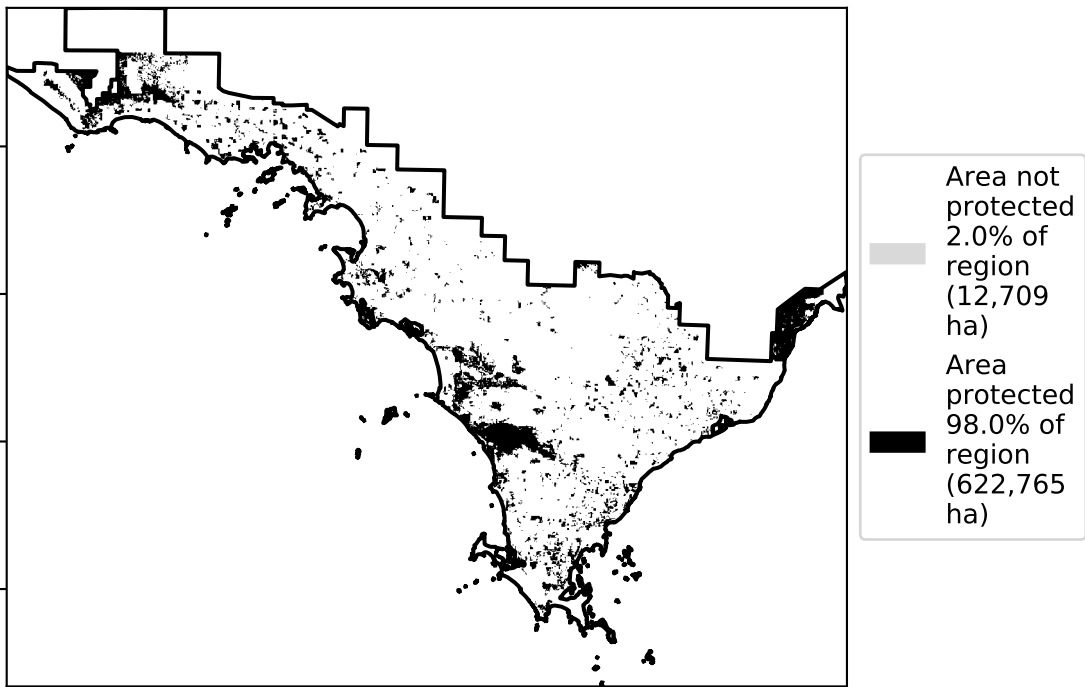 Area not
protected
2.0% of
region
(12,709
ha)
Area
protected
98.0% of
region
(622,765
ha)